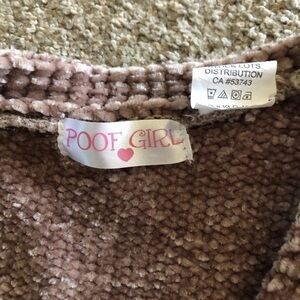 POOF GIRL
LOTS
DISTRIBUTION
CA #53743